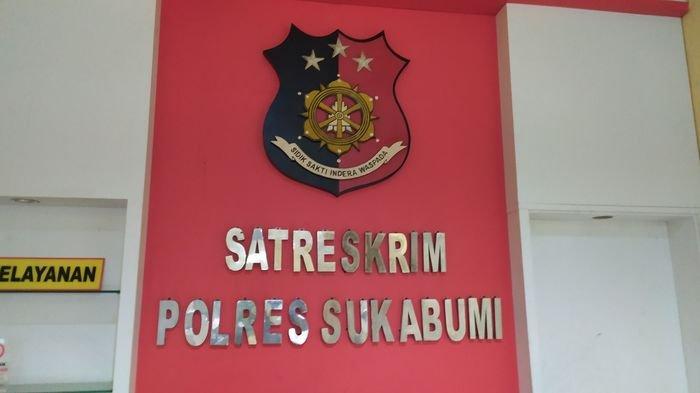 SIDIK SAKTI INDERA WASPADA
SATRESKRIM
POLRES SUKABUMI
ELAYANAN